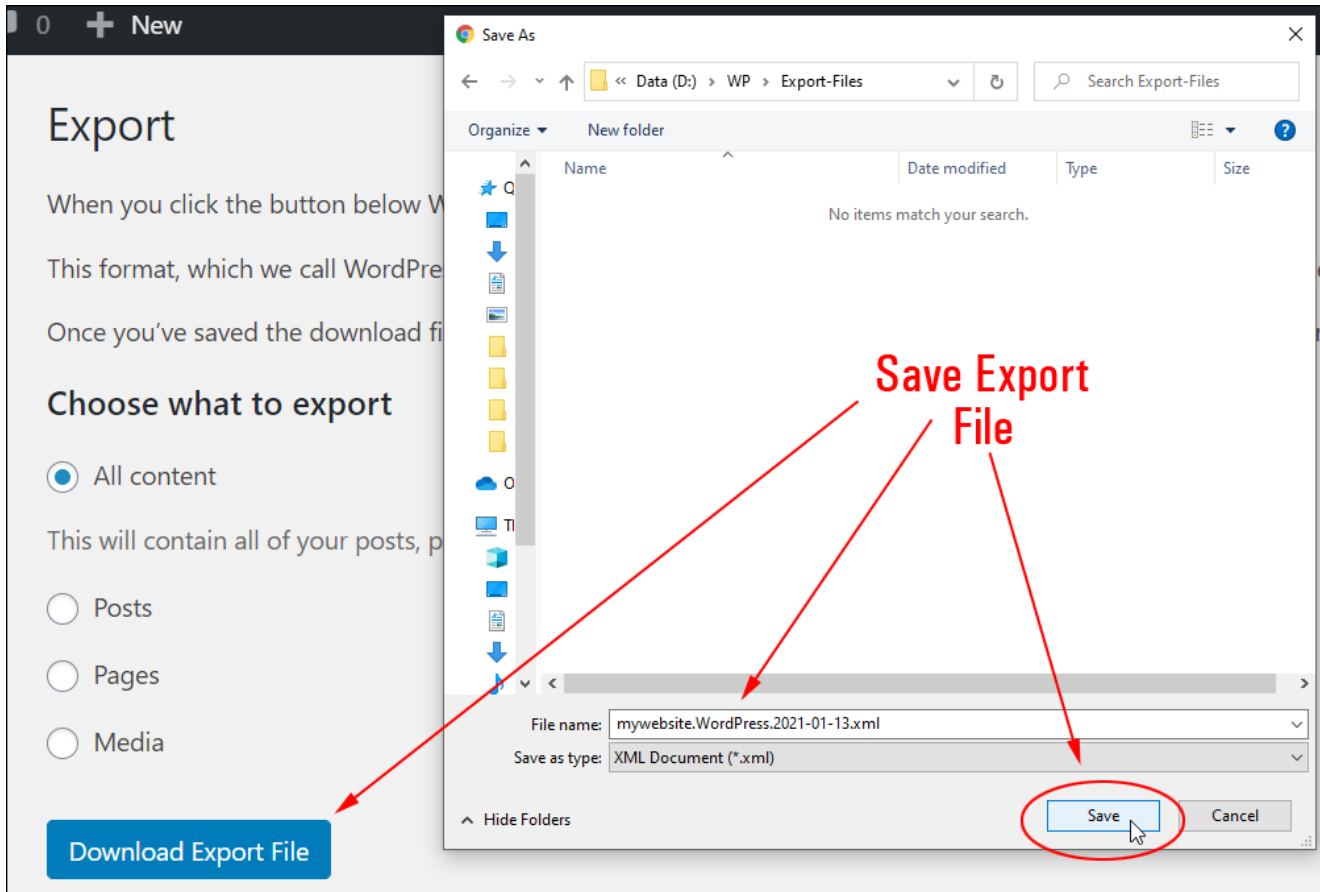 0 New
Export
When you click the button below W
This format, which we call WordPre
Once you've saved the download fi
Choose what to export
All content
This will contain all of your posts, p
Posts
Pages
Media
Download Export File
Save As
« Data (D:) > WP > Export-Files
Search Export-Files
Organize New folder
Name Date modified Type Size
No items match your search.
Q
O
Th
Save Export
File
File name: mywebsite.WordPress.2021-01-13.xml
Save as type: XML Document (*.xml)
Hide Folders Save Cancel